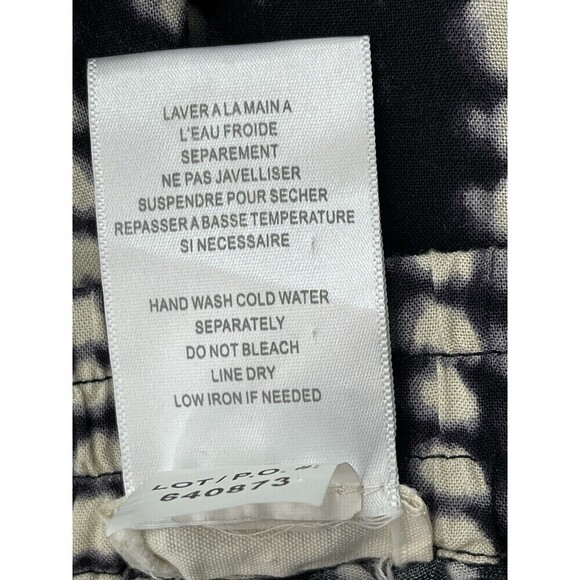 LAVER A LA MAIN A
L'EAU FROIDE
SEPAREMENT
NE PAS JAVELLISER
SUSPENDRE POUR SECHER
REPASSER A BASSE TEMPERATURE
SI NECESSAIRE
HAND WASH COLD WATER
SEPARATELY
DO NOT BLEACH
LINE DRY
LOW IRON IF NEEDED
LOT / P.O. #:
640873